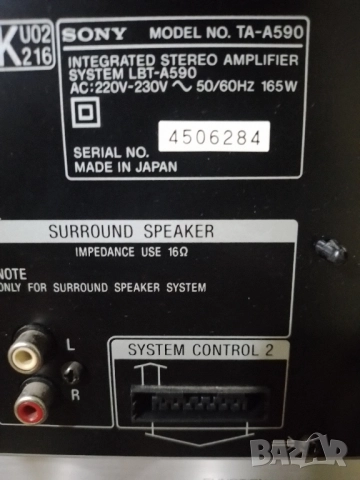 K U02
216
SONY MODEL NO. TA-A590
INTEGRATED STEREO AMPLIFIER
SYSTEM LBT-A590
AC:220V-230V ~ 50/60Hz 165W
4506284
SERIAL NO.
MADE IN JAPAN
SURROUND SPEAKER
IMPEDANCE USE 16Ω
NOTE
ONLY FOR SURROUND SPEAKER SYSTEM
L
R
SYSTEM CONTROL 2
BAZAR